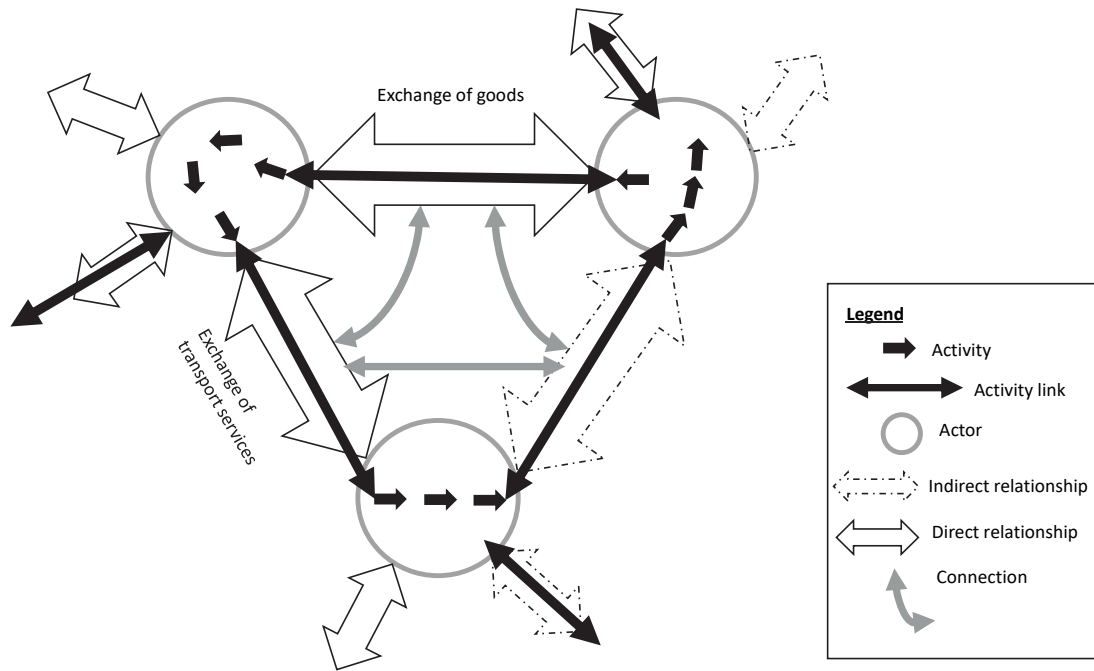 Exchange of goods
Exchange of
transport services
Legend
Activity
Activity link
Actor
Indirect relationship
Direct relationship
Connection